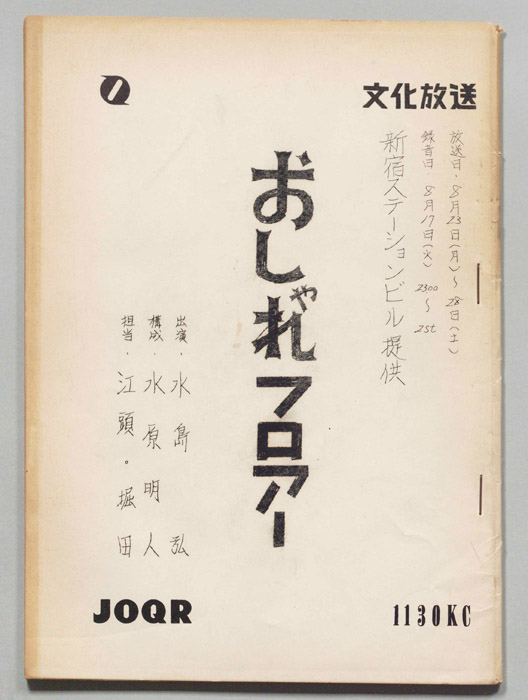 文化放送
放送日・8月23日(月)〜28日(土)
録音日・8月17日(火)2300〜25t
新宿ステーションビル提供
おしゃれフロアー
出演・水島 弘
構成・水原明人
担当・江頭。堀田
JOQR
1130KC